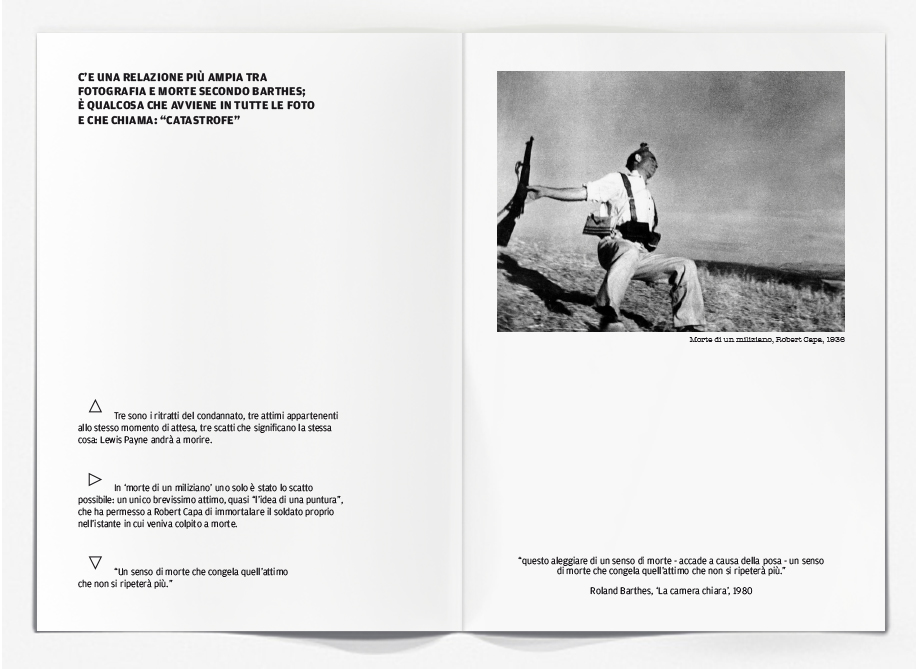 C'E UNA RELAZIONE PIÙ AMPIA TRA
FOTOGRAFIA E MORTE SECONDO BARTHES;
È QUALCOSA CHE AVVIENE IN TUTTE LE FOTO
E CHE CHIAMA: “CATASTROFE”
Tre sono i ritratti del condannato, tre attimi appartenenti
allo stesso momento di attesa, tre scatti che significano la stessa
cosa: Lewis Payne andrà a morire.
In ‘morte di un miliziano’ uno solo è stato lo scatto
possibile: un unico brevissimo attimo, quasi “l’idea di una puntura”,
che ha permesso a Robert Capa di immortalare il soldato proprio
nell’istante in cui veniva colpito a morte.
“Un senso di morte che congela quell’attimo
che non si ripeterà più.”
Morte di un miliziano, Robert Capa, 1936
“questo aleggiare di un senso di morte - accade a causa della posa - un senso
di morte che congela quell’attimo che non si ripeterà più.”
Roland Barthes, ‘La camera chiara’, 1980